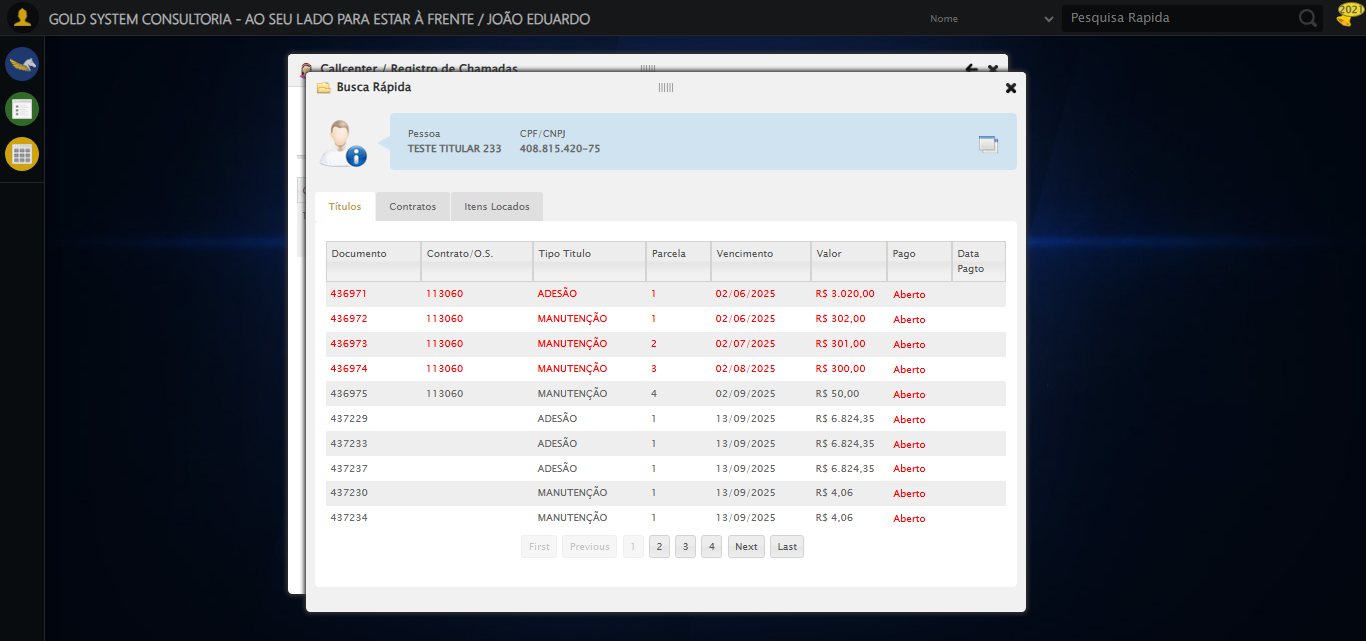 GOLD SYSTEM CONSULTORIA - AO SEU LADO PARA ESTAR À FRENTE / JOÃO EDUARDO
Nome
Pesquisa Rapida
2021
Callcenter / Registro de Chamadas
Busca Rápida
Pessoa CPF/CNPJ
TESTE TITULAR 233 408.815.420-75
Títulos Contratos Itens Locados
Documento Contrato/O.S. Tipo Titulo Parcela Vencimento Valor Pago Data Pagto
436971 113060 ADESÃO 1 02/06/2025 R$ 3.020,00 Aberto
436972 113060 MANUTENÇÃO 1 02/06/2025 R$ 302,00 Aberto
436973 113060 MANUTENÇÃO 2 02/07/2025 R$ 301,00 Aberto
436974 113060 MANUTENÇÃO 3 02/08/2025 R$ 300,00 Aberto
436975 113060 MANUTENÇÃO 4 02/09/2025 R$ 50,00 Aberto
437229 ADESÃO 1 13/09/2025 R$ 6.824,35 Aberto
437233 ADESÃO 1 13/09/2025 R$ 6.824,35 Aberto
437237 ADESÃO 1 13/09/2025 R$ 6.824,35 Aberto
437230 MANUTENÇÃO 1 13/09/2025 R$ 4,06 Aberto
437234 MANUTENÇÃO 1 13/09/2025 R$ 4,06 Aberto
First Previous 1 2 3 4 Next Last